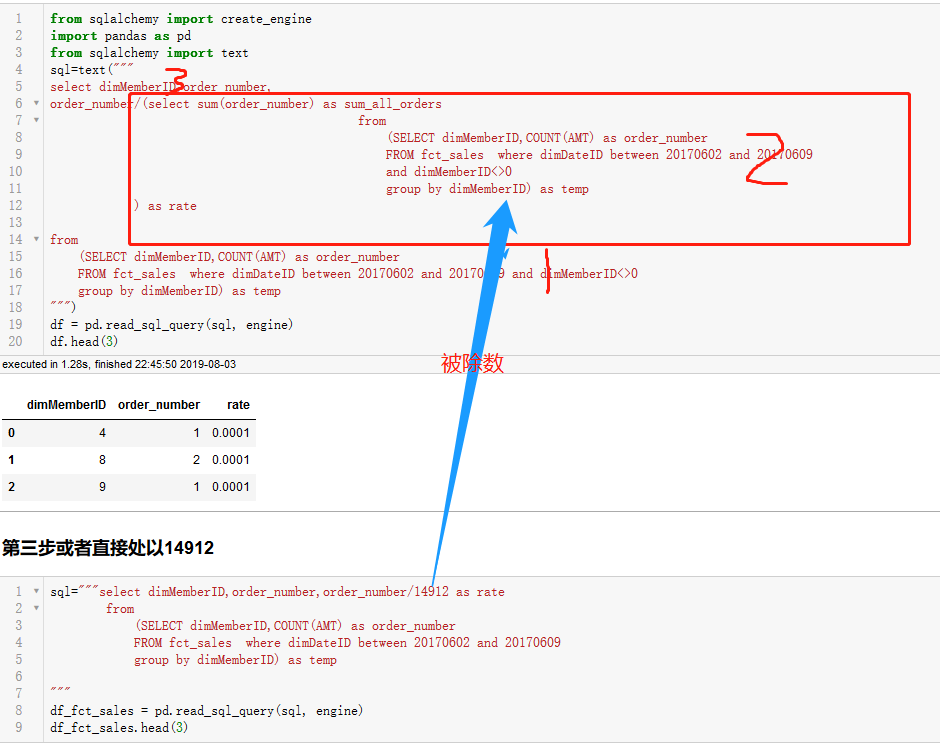 1 from sqlalchemy import create_engine
2 import pandas as pd
3 from sqlalchemy import text
4 sql=text("""
5 select dimMemberID,order_number,
6 order_number/(select sum(order_number) as sum_all_orders
7 from
8 (SELECT dimMemberID,COUNT(AMT) as order_number
9 FROM fct_sales where dimDateID between 20170602 and 20170609
10 and dimMemberID<>0
11 group by dimMemberID) as temp
12 ) as rate
13
14 from
15 (SELECT dimMemberID,COUNT(AMT) as order_number
16 FROM fct_sales where dimDateID between 20170602 and 20170609 and dimMemberID<>0
17 group by dimMemberID) as temp
18 """)
19 df = pd.read_sql_query(sql, engine)
20 df.head(3)
3
2
1
executed in 1.28s, finished 22:45:50 2019-08-03
被除数
dimMemberID order_number rate
0 4 1 0.0001
1 8 2 0.0001
2 9 1 0.0001
第三步或者直接处以14912
1 sql="""select dimMemberID,order_number,order_number/14912 as rate
2 from
3 (SELECT dimMemberID,COUNT(AMT) as order_number
4 FROM fct_sales where dimDateID between 20170602 and 20170609
5 group by dimMemberID) as temp
6
7 """
8 df_fct_sales = pd.read_sql_query(sql, engine)
9 df_fct_sales.head(3)